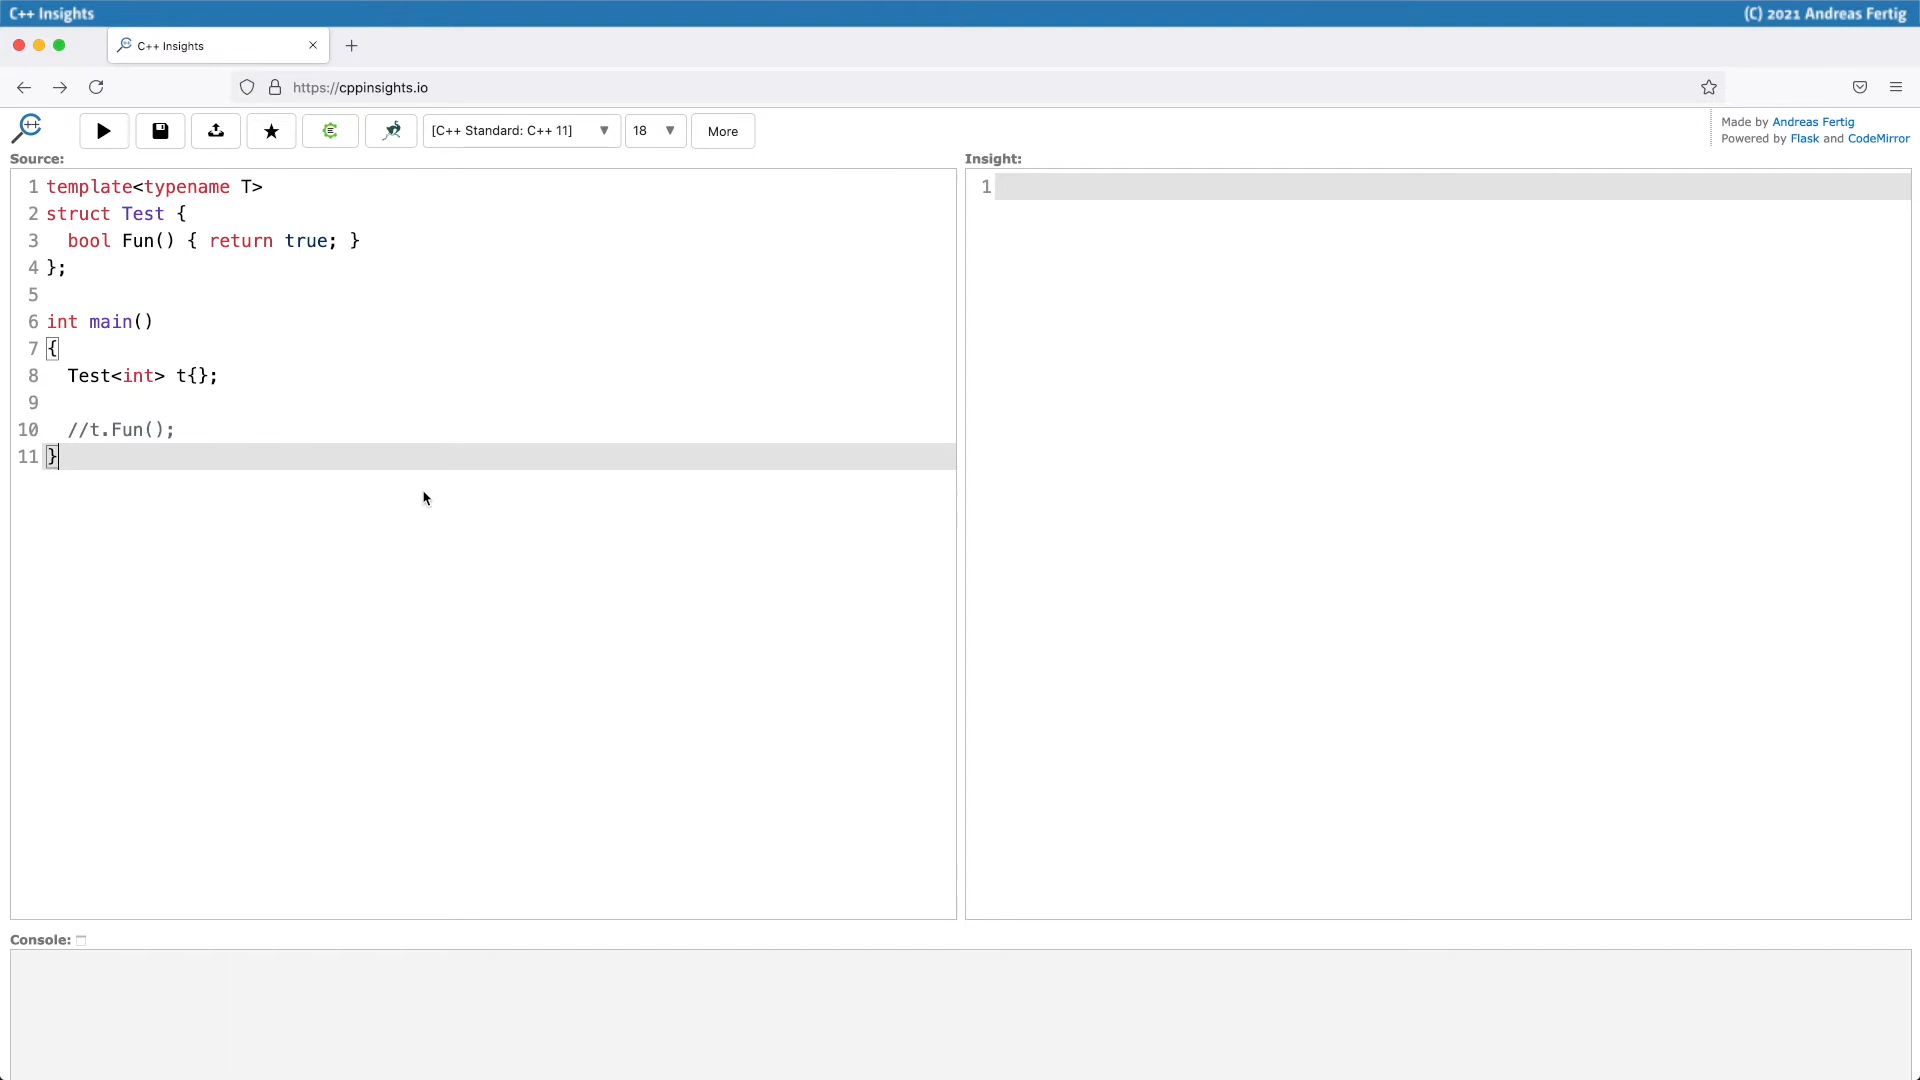 C++ Insights
(C) 2021 Andreas Fertig
C++ Insights
https://cppinsights.io
[C++ Standard: C++ 11]
18
More
Made by Andreas Fertig
Powered by Flask and CodeMirror
Source:
Insight:
1 template<typename T>
2 struct Test {
3   bool Fun() { return true; }
4 };
5
6 int main()
7 {
8   Test<int> t{};
9
10   //t.Fun();
11 }
1
Console: